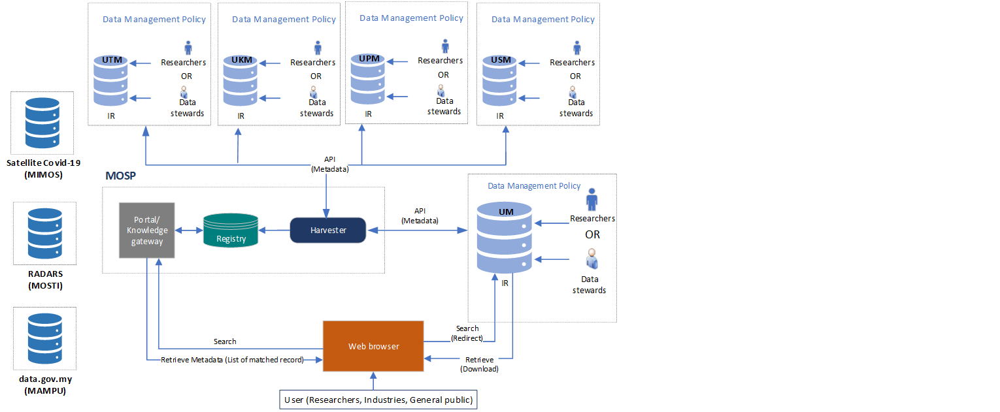 Data Management Policy
UTM
Researchers
OR
Data
stewards
IR
Data Management Policy
UKM
Researchers
OR
Data
stewards
IR
Data Management Policy
UPM
Researchers
OR
Data
stewards
IR
Data Management Policy
USM
Researchers
OR
Data
stewards
IR
Satellite Covid-19
(MIMOS)
RADARS
(MOSTI)
data.gov.my
(MAMPU)
API
(Metadata)
MOSP
Portal/
Knowledge
gateway
Registry
Harvester
API
(Metadata)
Data Management Policy
UM
Researchers
OR
Data
stewards
IR
Search
Retrieve Metadata (List of matched record)
Web browser
Search
(Redirect)
Retrieve
(Download)
User (Researchers, Industries, General public)